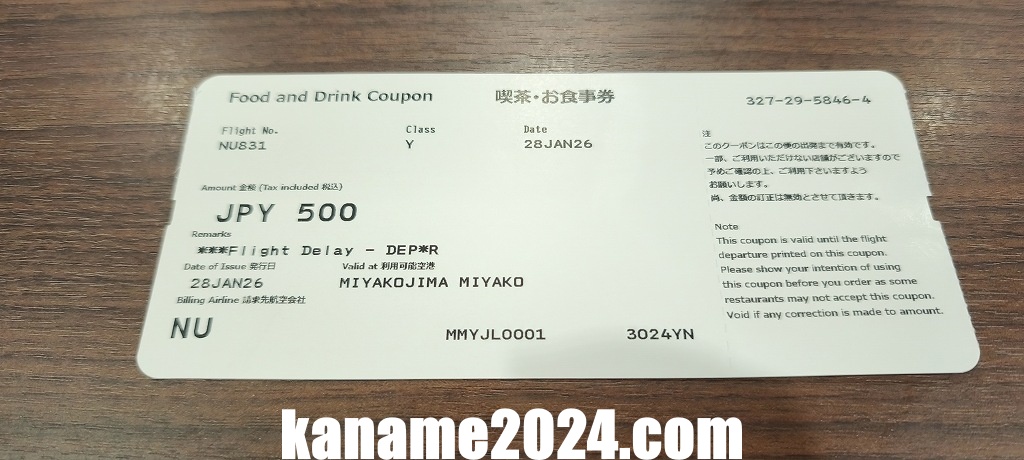 Food and Drink Coupon 喫茶・お食事券 327-29-5846-4
Flight No. Class Date
NU831 Y 28JAN26
Amount 金額 (Tax included 税込)
JPY 500
Remarks
***Flight Delay - DEP*R
Date of Issue 発行日 Valid at 利用可能空港
28JAN26 MIYAKOJIMA MIYAKO
Billing Airline 請求先航空会社
NU
MMYJL0001 3024YN
注
このクーポンはこの便の出発まで有効です。
一部、ご利用いただけない店舗がございますので
予めご確認の上、ご利用下さいますよう
お願いします。
尚、金額の訂正は無効とさせて頂きます。
Note
This coupon is valid until the flight
departure printed on this coupon.
Please show your intention of using
this coupon before you order as some
restaurants may not accept this coupon.
Void if any correction is made to amount.
kaname2024.com